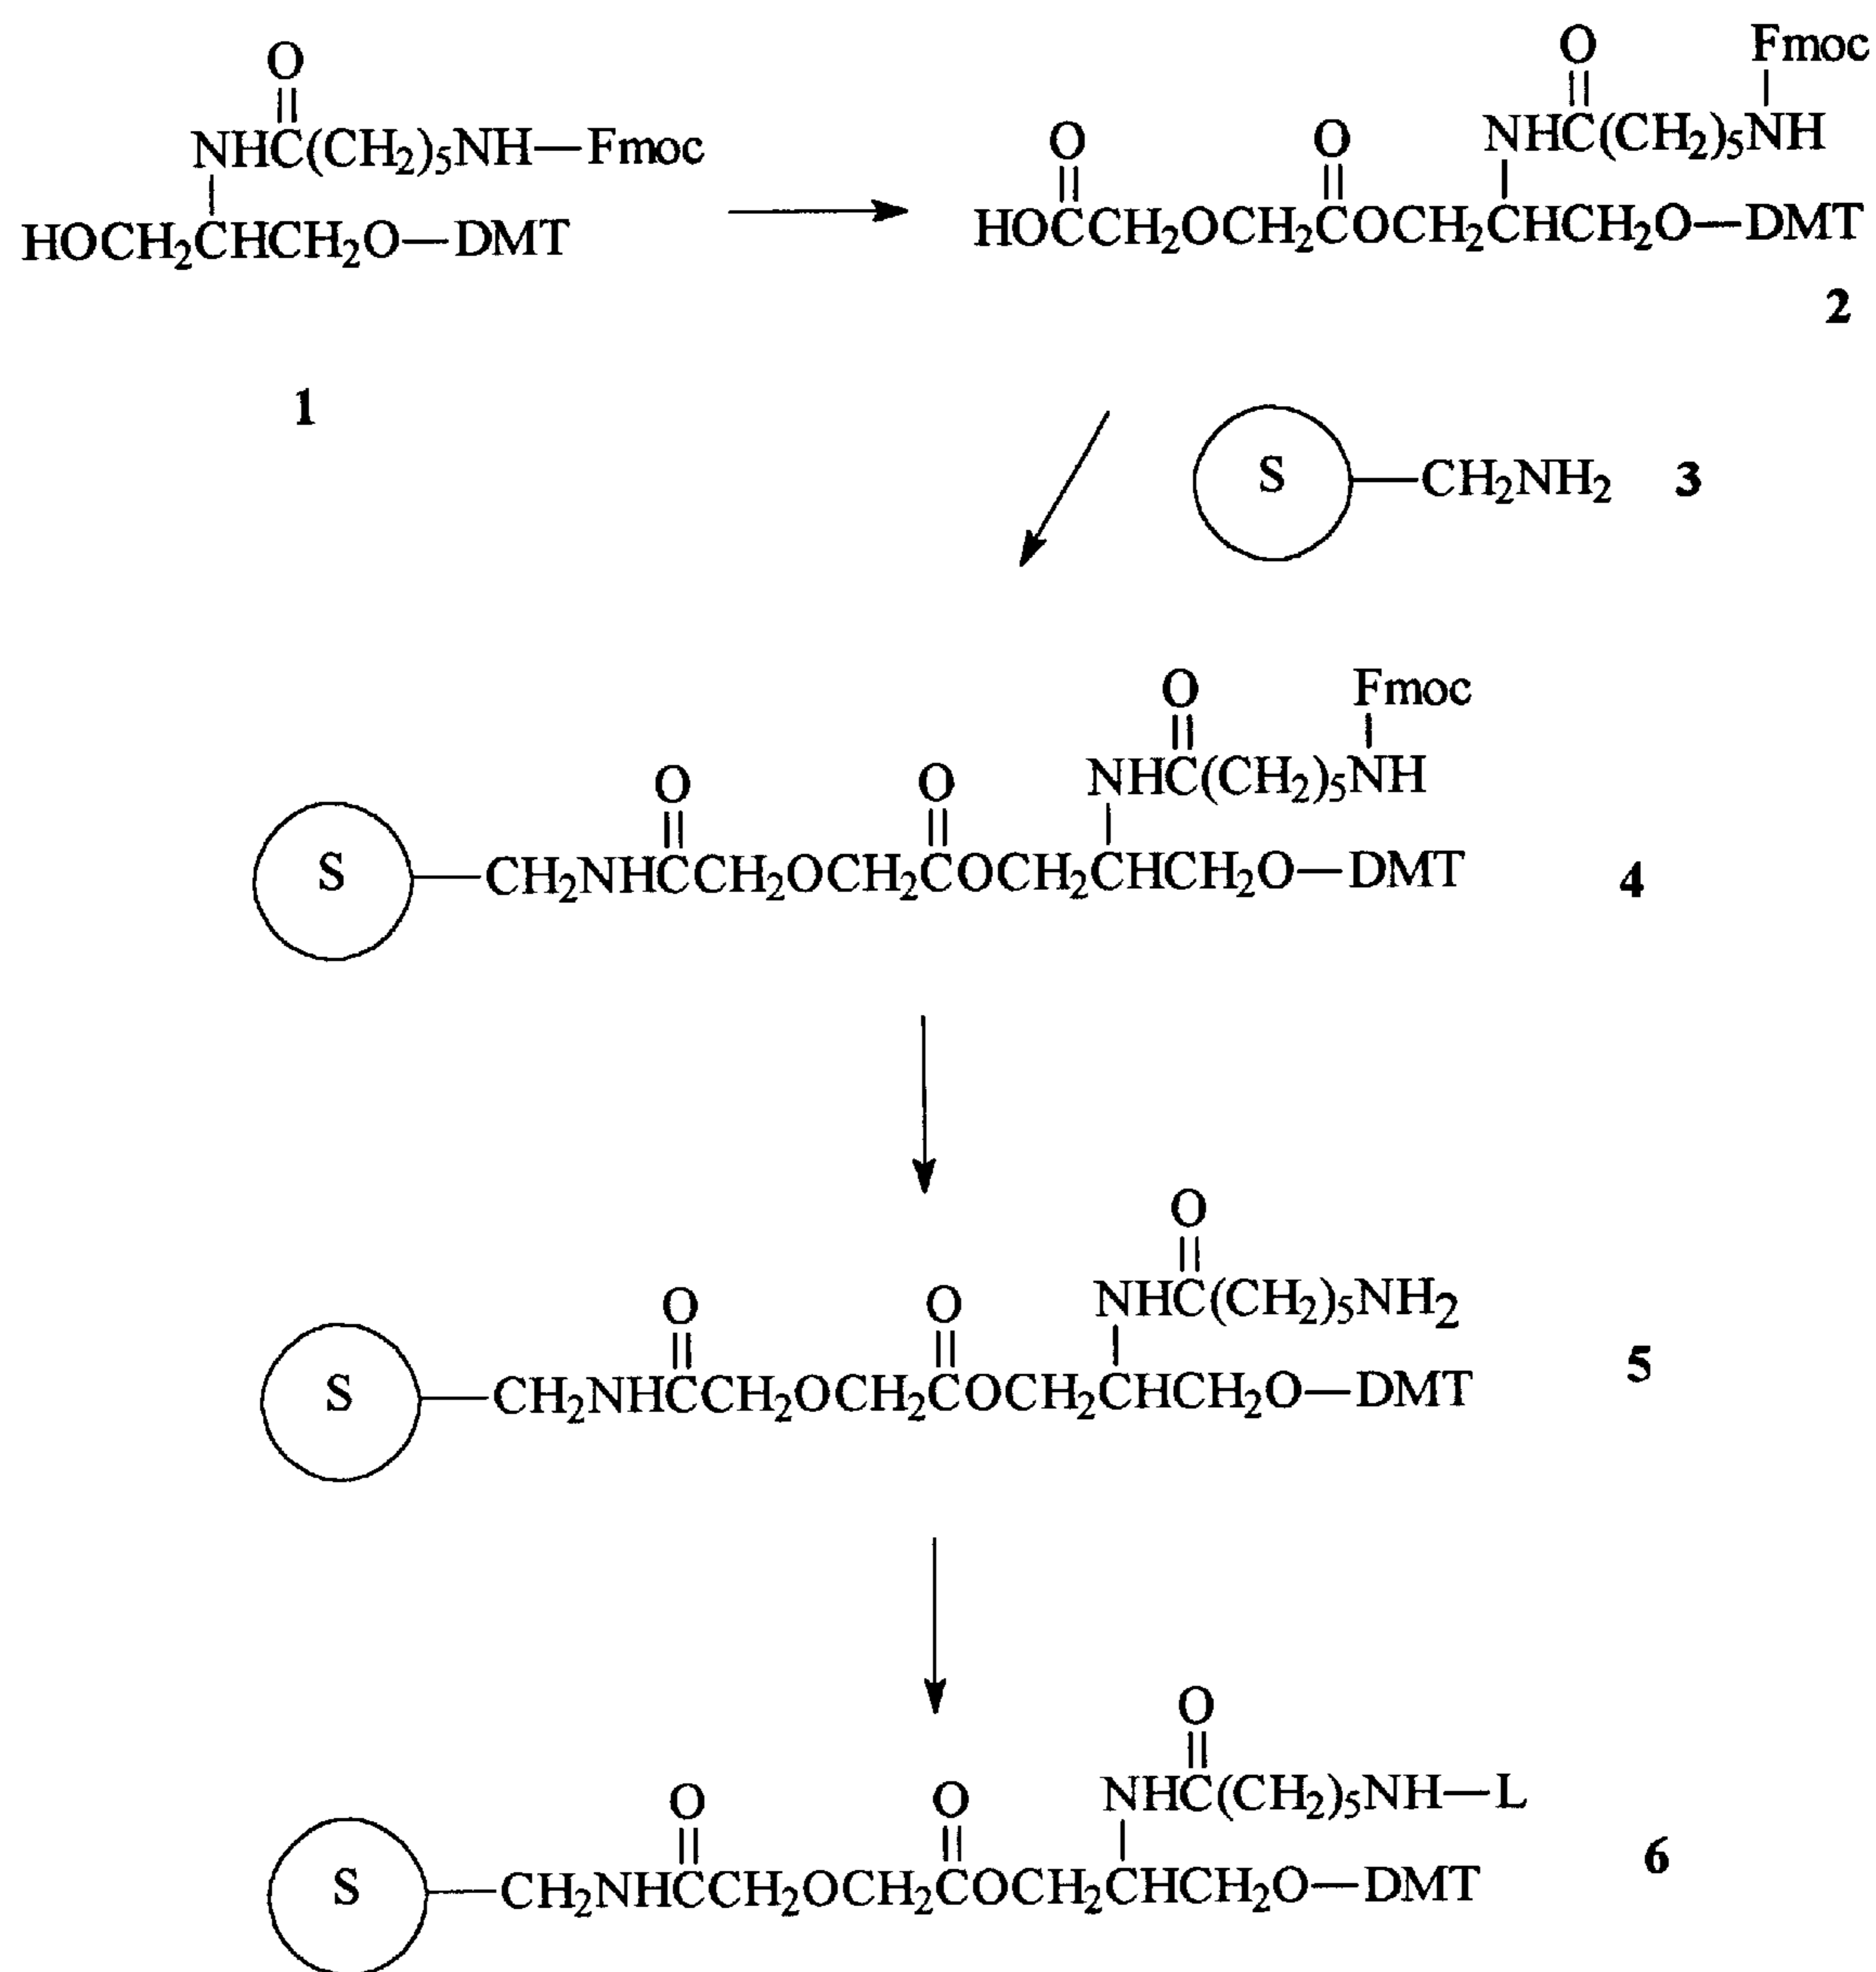 O
NHC(CH2)5NH—Fmoc
HOCH2CHCH2O—DMT
1
O O O Fmoc
NHC(CH2)5NH
HOCCH2OCH2COCH2CHCH2O—DMT
2
S —CH2NH2 3
O Fmoc
O O NHC(CH2)5NH
S —CH2NHCCH2OCH2COCH2CHCH2O—DMT 4
O
O O NHC(CH2)5NH2
S —CH2NHCCH2OCH2COCH2CHCH2O—DMT 5
O
O O NHC(CH2)5NH—L
S —CH2NHCCH2OCH2COCH2CHCH2O—DMT 6